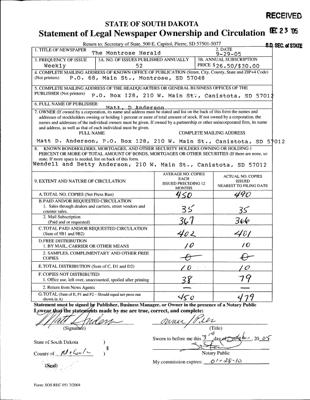 RECEIVED
DEC 23 '05
S.D. SEC. of STATE
STATE OF SOUTH DAKOTA
Statement of Legal Newspaper Ownership and Circulation
Return to: Secretary of State, 500 E. Capitol, Pierre, SD 57501-5077
1. TITLE OF NEWSPAPER
The Montrose Herald
2. DATE
9-29-05
3. FREQUENCY OF ISSUE
Weekly
3A. NO. OF ISSUES PUBLISHED ANNUALLY
3B. ANNUAL SUBSCRIPTION
PRICE $26.50/$30.00
4. COMPLETE MAILING ADDRESS OF KNOWN OFFICE OF PUBLICATION (Street, City, County, State and ZIP+4 Code)
(Not printers) P.O. 68, Main St., Montrose, SD 57048
5. COMPLETE MAILING ADDRESS OF THE HEADQUARTERS OR GENERAL BUSINESS OFFICES OF THE
PUBLISHER (Not printers) P.O. Box 128, 210 W. Main St., Canistota, SD 57012
6. FULL NAME OF PUBLISHER
Matt. D Anderson
7. OWNER (If owned by a corporation, its name and address must be stated and list on the back of this form the names and
addresses of stockholders owning or holding 1 percent or more of total amount of stock. If not owned by a corporation, the
names and addresses of the individual owners must be given. If owned by a partnership or other unincorporated firm, its name
and address, as well as that of each individual must be given.
FULL NAME
COMPLETE MAILING ADDRESS
Matt D. Anderson, P.O. Box 128, 210 W. Main St., Canistota, SD 57012
8. KNOWN BONDHOLDERS, MORTGAGES, AND OTHER SECURITY HOLDERS OWNING OR HOLDING 1
PERCENT OR MORE OF TOTAL AMOUNT OF BONDS, MORTGAGES OR OTHER SECURITIES (If there are none, so
state. If more space is needed, list on back of this form.
Wendell and Betty Anderson, 210 W. Main St., Canistota, SD 57012
9. EXTENT AND NATURE OF CIRCULATION
AVERAGE NO. COPIES
EACH
ISSUED PRECEDING 12
MONTHS
ACTUAL NO. COPIES
ISSUED
NEAREST TO FILING DATE
A. TOTAL NO. COPIES (Net Press Run)
450
490
B. PAID AND/OR REQUESTED CIRCULATION
1. Sales through dealers and carriers, street vendors and
counter sales.
35
35
2. Mail Subscription
(Paid and or requested)
367
366
C. TOTAL PAID AND/OR REQUESTED CIRCULATION
(Sum of 9B1 and 9B2)
402
401
D. FREE DISTRIBUTION
1. BY MAIL, CARRIER OR OTHER MEANS
10
10
2. SAMPLES, COMPLIMENTARY AND OTHER FREE
COPIES
E. TOTAL DISTRIBUTION (Sum of C, D1 and D2)
F. COPIES NOT DISTRIBUTED
1. Office use, left over, unaccounted, spoiled after printing
38
79
2. Return from News Agents
G. TOTAL (Sum of E, F1 and F2 - Should equal net press run
shown in A)
450
479
Statement must be signed by Publisher, Business Manager, or Owner in the presence of a Notary Public
I swear that the statements made by me are true, correct, and complete:
Matt Anderson
(Signature)
(Title)
State of South Dakota )
County of )
(Seal)
Sworn to before me this day of 20 05
Notary Public
My commission expires:
Form: SOS REC 051 7/2004